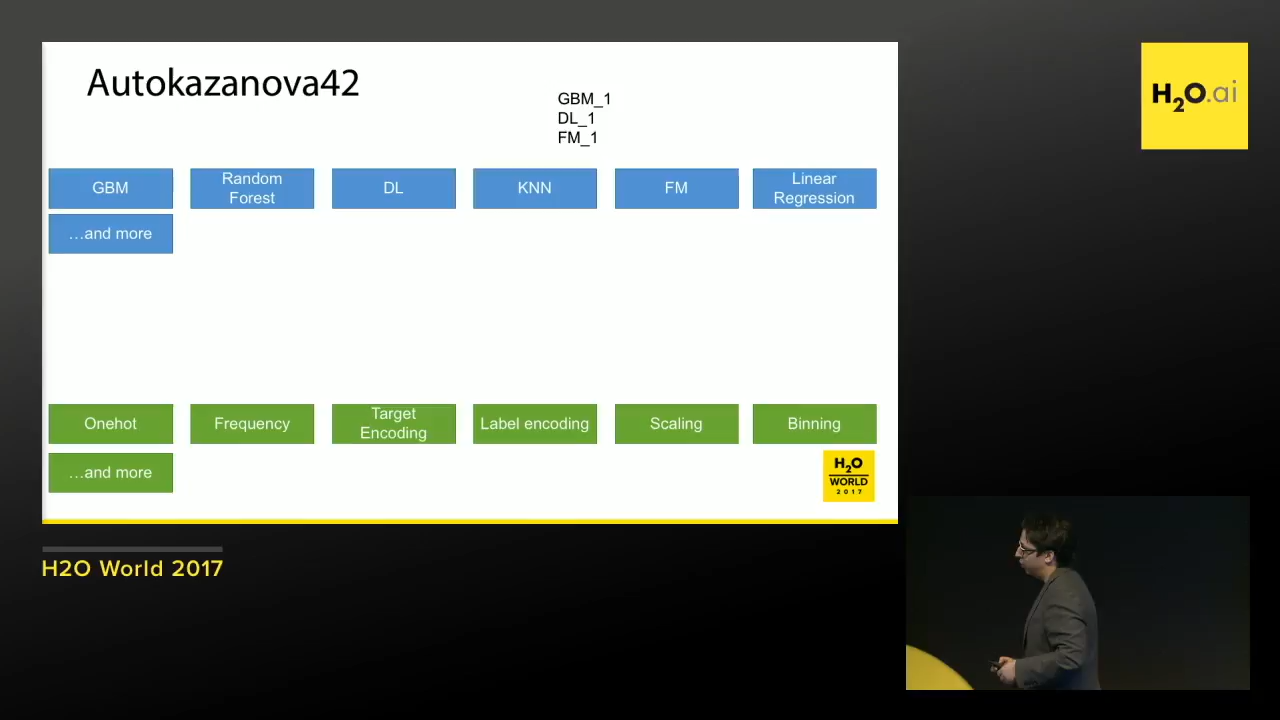 Autokazanova42
GBM_1
DL_1
FM_1
GBM
Random
Forest
DL
KNN
FM
Linear
Regression
…and more
Onehot
Frequency
Target
Encoding
Label encoding
Scaling
Binning
…and more
H2O
WORLD
2017
H2O.ai
H2O World 2017